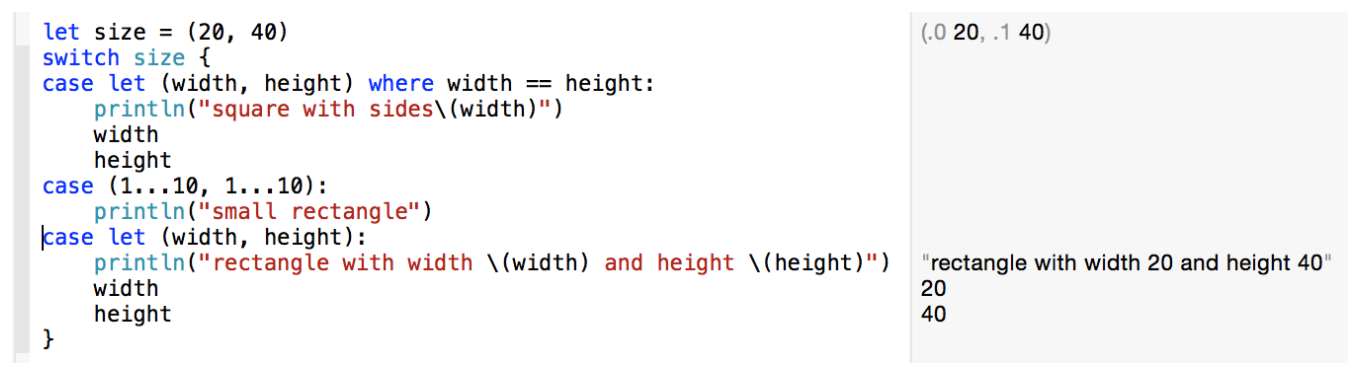 let size = (20, 40) (.0 20, .1 40)
switch size {
case let (width, height) where width == height:
    println("square with sides\(width)")
    width
    height
case (1...10, 1...10):
    println("small rectangle")
case let (width, height):
    println("rectangle with width \(width) and height \(height)") "rectangle with width 20 and height 40"
    width 20
    height 40
}